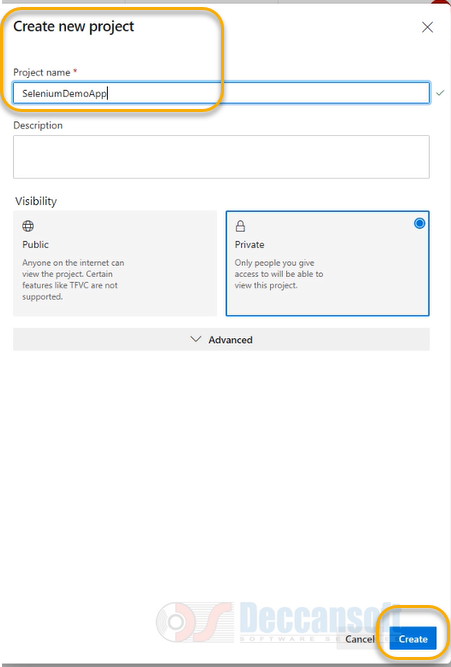 Create new project
Project name *
SeleniumDemoApp
Description
Visibility
Public
Anyone on the internet can
view the project. Certain
features like TFVC are not
supported.
Private
Only people you give
access to will be able to
view this project.
Advanced
Deccansoft
SOFTWARE
Cancel
Create